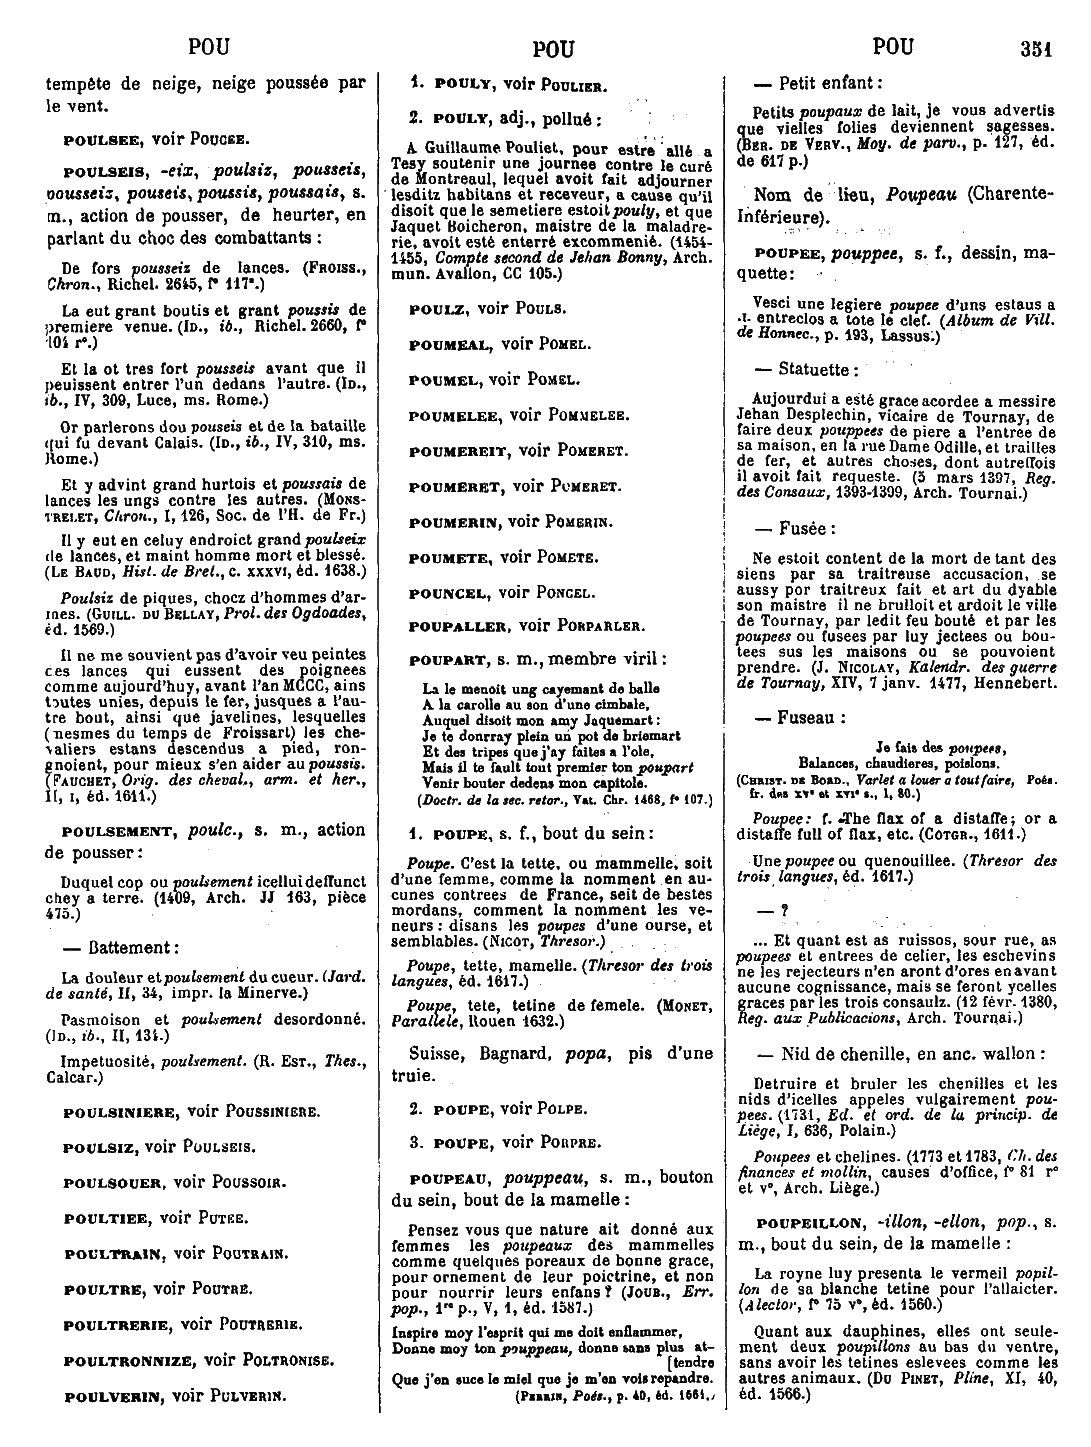 POU
POU
POU
351
tempête de neige, neige poussée par
le vent.
POULSEE, voir POUCEE.
POULSEIS, -eix, poulsiz, pousseis,
pousseiz, pouseis, poussis, poussais, s.
m., action de pousser, de heurter, en
parlant du choc des combattants :
De fors pousseiz de lances. (FROISS.,
Chron., Richel. 2645, f° 117ª.)
La eut grant boutis et grant poussis de
premiere venue. (ID., ib., Richel. 2660, f°
101 r°.)
Et la ot tres fort pousseis avant que il
peuissent entrer l'un dedans l'autre. (ID.,
ib., IV, 309, Luce, ms. Rome.)
Or parlerons dou pouseis et de la bataille
qui fu devant Calais. (ID., ib., IV, 310, ms.
Rome.)
Et y advint grand hurtois et poussais de
lances les ungs contre les autres. (MONS-
TRELET, Chron., I, 126, Soc. de l'H. de Fr.)
Il y eut en celuy endroict grand poulseix
de lances, et maint homme mort et blessé.
(LE BAUD, Hist. de Bret., c. XXXVI, éd. 1638.)
Poulsiz de piques, chocz d'hommes d'ar-
mes. (GUILL. DU BELLAY, Prol. des Ogdoades,
éd. 1569.)
Il ne me souvient pas d'avoir veu peintes
ces lances qui eussent des poignees
comme aujourd'huy, avant l'an MCCC, ains
toutes unies, depuis le fer, jusques a l'au-
tre bout, ainsi que javelines, lesquelles
(mesmes du temps de Froissart) les che-
valiers estans descendus a pied, ron-
gnoient, pour mieux s'en aider au poussis.
(FAUCHET, Orig. des cheval., arm. et her.,
II, I, éd. 1611.)
POULSEMENT, poulc., s. m., action
de pousser :
Duquel cop ou poulsement icellui deffunct
chey a terre. (1409, Arch. JJ 163, pièce
475.)
— Battement :
La douleur et poulsement du cueur. (Jard.
de santé, II, 34, impr. la Minerve.)
Pasmoison et poulsement desordonné.
(ID., ib., II, 134.)
Impetuosité, poulsement. (R. EST., Thes.,
Calcar.)
POULSINIERE, voir POUSSINIERE.
POULSIZ, voir POULSEIS.
POULSOUER, voir POUSSOIR.
POULTIEE, voir PUTEE.
POULTRAIN, voir POUTRAIN.
POULTRE, voir POUTRE.
POULTRERIE, voir POUTRERIE.
POULTRONNIZE, voir POLTRONISE.
POULVERIN, voir PULVERIN.
1. POULY, voir POULIER.
2. POULY, adj., pollué :
A Guillaume Pouliet, pour estre allé a
Tesy soutenir une journee contre le curé
de Montreaul, lequel avoit fait adjourner
lesditz habitans et receveur, a cause qu'il
disoit que le semetiere estoit pouly, et que
Jaquet Boicheron, maistre de la maladre-
rie, avoit esté enterré excommenié. (1454-
1455, Compte second de Jehan Bonny, Arch.
mun. Avallon, CC 105.)
POULZ, voir POULS.
POUMEAL, voir POMEL.
POUMEL, voir POMEL.
POUMELEE, voir POMMELEE.
POUMEREIT, voir POMERET.
POUMERET, voir POMERET.
POUMERIN, voir POMERIN.
POUMETE, voir POMETE.
POUNCEL, voir PONCEL.
POUPALLER, voir PORPARLER.
POUPART, s. m., membre viril :
La le menoit ung cayemant de balle
A la carolle au son d'une cimbale,
Auquel disoit mon amy Jaquemart :
Je te donrray plein un pot de briemart
Et des tripes que j'ay faites a l'ole,
Mais il te fault tout premier ton poupart
Venir bouter dedens mon capitole.
(Doctr. de la sec. retor., Vat. Chr. 1468, f° 107.)
1. POUPE, s. f., bout du sein :
Poupe. C'est la tette, ou mammelle, soit
d'une femme, comme la nomment en au-
cunes contrees de France, seit de bestes
mordans, comment la nomment les ve-
neurs : disans les poupes d'une ourse, et
semblables. (NICOT, Thresor.)
Poupe, tette, mamelle. (Thresor des trois
langues, éd. 1617.)
Poupe, tete, tetine de femele. (MONET,
Parallele, Rouen 1632.)
Suisse, Bagnard, popa, pis d'une
truie.
2. POUPE, voir POLPE.
3. POUPE, voir PORPRE.
POUPEAU, pouppeau, s. m., bouton
du sein, bout de la mamelle :
Pensez vous que nature ait donné aux
femmes les poupeaux des mammelles
comme quelques poreaux de bonne grace,
pour ornement de leur poictrine, et non
pour nourrir leurs enfans ? (JOUB., Err.
pop., 1re p., V, 1, éd. 1587.)
Inspire moy l'esprit qui me doit enflammer,
Donne moy ton pouppeau, donne sans plus at-
[tendre
Que j'en suce le miel que je m'en vois repandre.
(PERRIN, Poés., p. 40, éd. 1661.)
— Petit enfant :
Petits poupaux de lait, je vous advertis
que vielles folies deviennent sagesses.
(BER. DE VERV., Moy. de parv., p. 127, éd.
de 617 p.)
Nom de lieu, Poupeau (Charente-
Inférieure).
POUPEE, pouppee, s. f., dessin, ma-
quette :
Vesci une legiere poupee d'uns estaus a
.I. entreclos a tote le clef. (Album de Vill.
de Honnec., p. 193, Lassus.)
— Statuette :
Aujourdui a esté grace acordee a messire
Jehan Desplechin, vicaire de Tournay, de
faire deux pouppees de piere a l'entree de
sa maison, en la rue Dame Odille, et trailles
de fer, et autres choses, dont autreffois
il avoit fait requeste. (5 mars 1397, Reg.
des Consaux, 1393-1399, Arch. Tournai.)
— Fusée :
Ne estoit content de la mort de tant des
siens par sa traitreuse accusacion, se
aussy por traitreux fait et art du dyable
son maistre il ne brulloit et ardoit le ville
de Tournay, par ledit feu bouté et par les
poupees ou fusees par luy jectees ou bou-
tees sus les maisons ou se pouvoient
prendre. (J. NICOLAY, Kalendr. des guerre
de Tournay, XIV, 7 janv. 1477, Hennebert.
— Fuseau :
Je fais des poupees,
Balances, chaudieres, poislons.
(CHRIST. DE BORD., Varlet a louer a tout faire, Poés.
fr. des XVe et XVIe s., I, 80.)
Poupee : f. The flax of a distaffe; or a
distaffe full of flax, etc. (COTGR., 1611.)
Une poupee ou quenouillee. (Thresor des
trois langues, éd. 1617.)
— ?
... Et quant est as ruissos, sour rue, as
poupees et entrees de celier, les eschevins
ne les rejecteurs n'en aront d'ores en avant
aucune cognissance, mais se feront ycelles
graces par les trois consaulz. (12 févr. 1380,
Reg. aux Publicacions, Arch. Tournai.)
— Nid de chenille, en anc. wallon :
Detruire et bruler les chenilles et les
nids d'icelles appeles vulgairement pou-
pees. (1731, Ed. et ord. de la princip. de
Liège, I, 636, Polain.)
Poupees et chelines. (1773 et 1783, Ch. des
finances et mollin, causes d'office, f° 81 r°
et v°, Arch. Liège.)
POUPEILLON, -illon, -ellon, pop., s.
m., bout du sein, de la mamelle :
La royne luy presenta le vermeil popil-
lon de sa blanche tetine pour l'allaicter.
(Alector, f° 75 v°, éd. 1560.)
Quant aux dauphines, elles ont seule-
ment deux poupillons au bas du ventre,
sans avoir les tetines eslevees comme les
autres animaux. (DU PINET, Pline, XI, 40,
éd. 1566.)